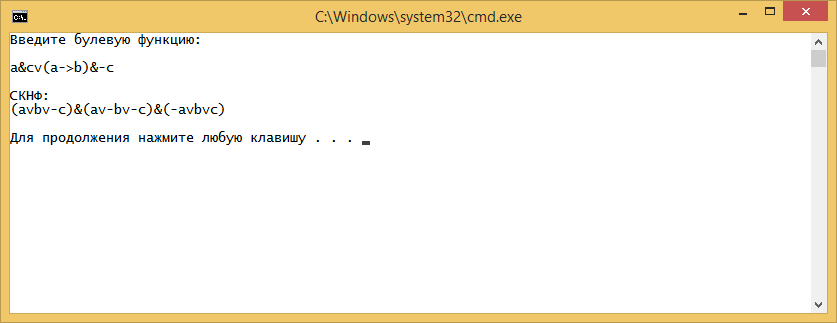 C:\Windows\system32\cmd.exe
Введите булевую функцию:
a&cv(a->b)&-c
СКНФ:
(avbv-c)&(av-bv-c)&(-avbvc)
Для продолжения нажмите любую клавишу . . .